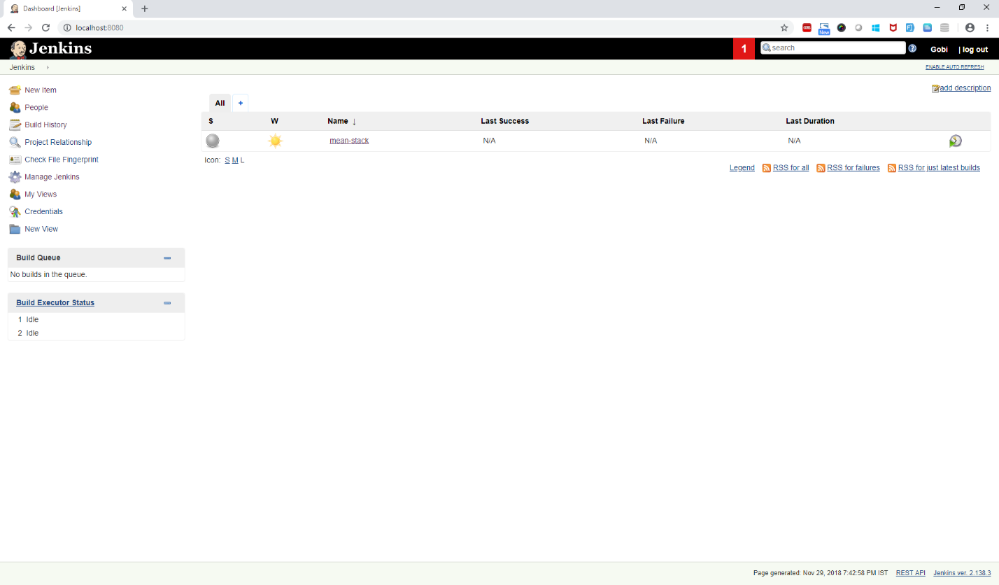 Dashboard [Jenkins]
localhost:8080
CORS
New
Jenkins
1
search
Gobi
| log out
Jenkins
ENABLE AUTO REFRESH
New Item
People
Build History
Project Relationship
Check File Fingerprint
Manage Jenkins
My Views
Credentials
New View
Build Queue
No builds in the queue.
Build Executor Status
1 Idle
2 Idle
add description
All +
S W Name ↓ Last Success Last Failure Last Duration
mean-stack N/A N/A N/A
Icon: S M L
Legend RSS for all RSS for failures RSS for just latest builds
Page generated: Nov 29, 2018 7:42:58 PM IST REST API Jenkins ver. 2.138.3